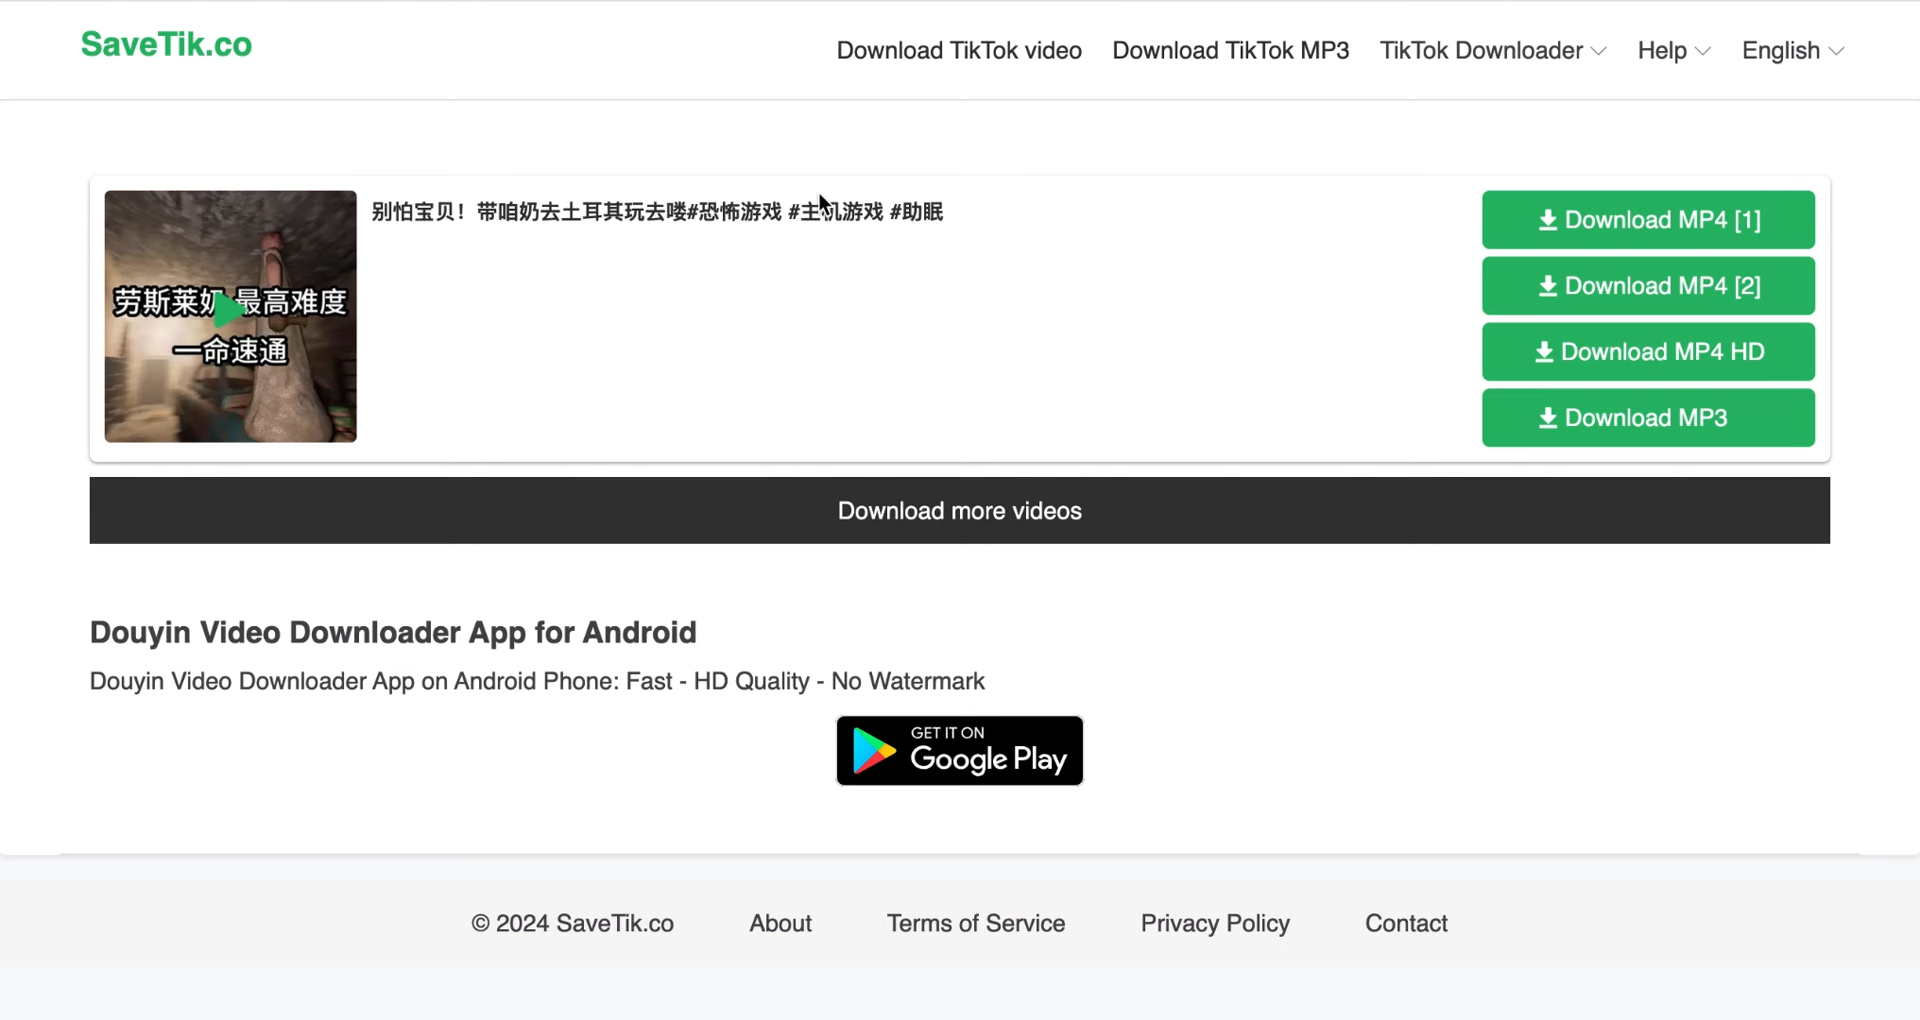 SaveTik.co
Download TikTok video
Download TikTok MP3
TikTok Downloader
Help
English
别怕宝贝！带咱奶去土耳其玩去喽#恐怖游戏 #主机游戏 #助眠
劳斯莱奶 最高难度
一命速通
Download MP4 [1]
Download MP4 [2]
Download MP4 HD
Download MP3
Download more videos
Douyin Video Downloader App for Android
Douyin Video Downloader App on Android Phone: Fast - HD Quality - No Watermark
GET IT ON
Google Play
© 2024 SaveTik.co
About
Terms of Service
Privacy Policy
Contact